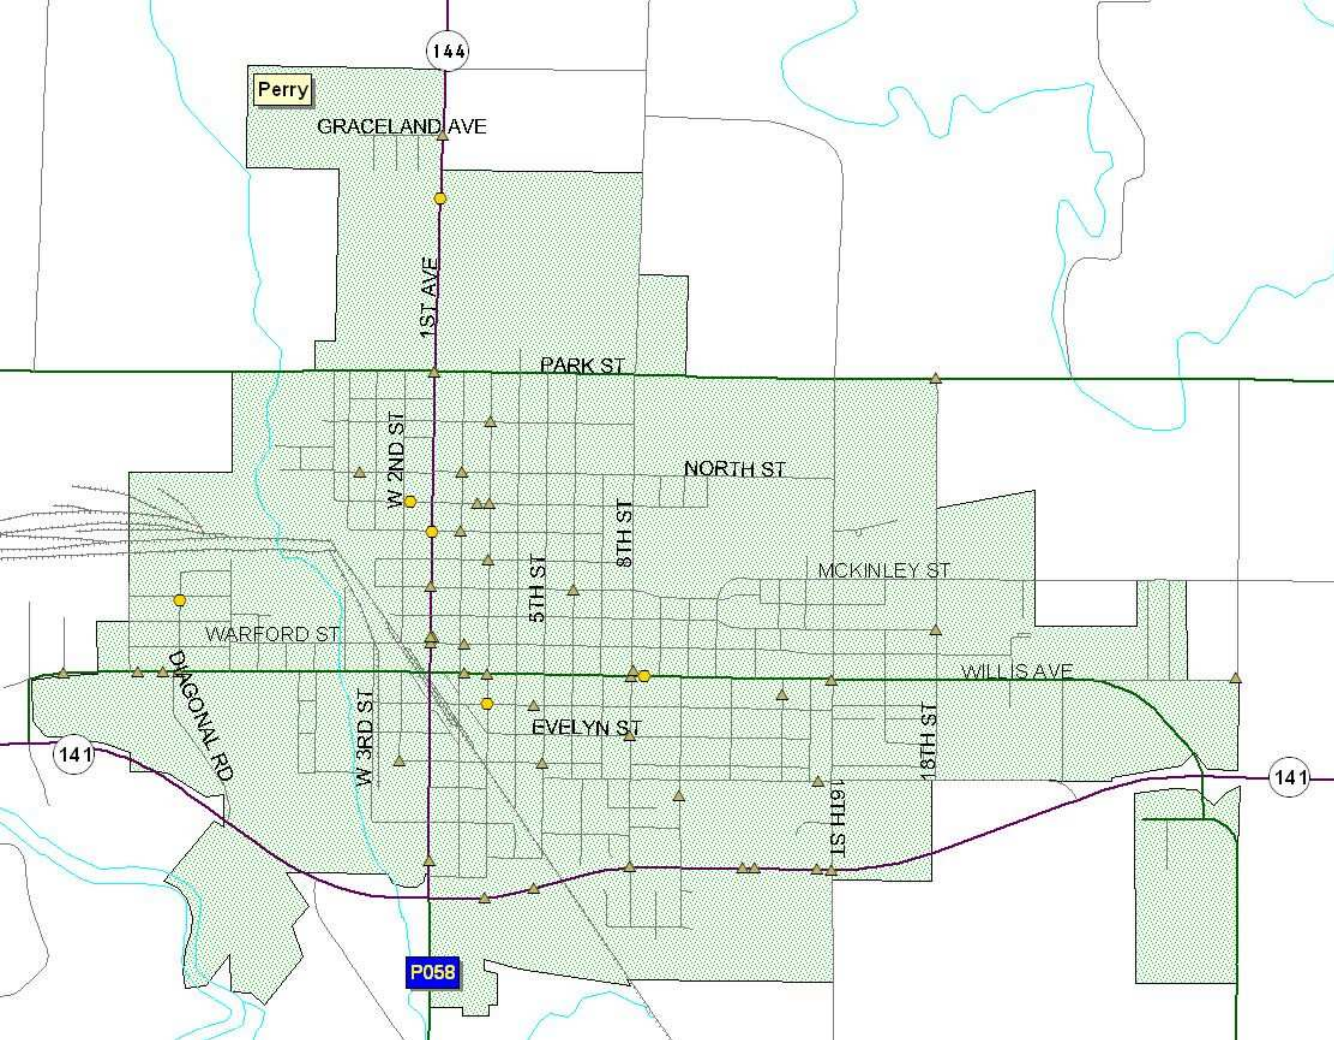 144
Perry
GRACELAND AVE
1ST AVE
PARK ST
W 2ND ST
NORTH ST
8TH ST
5TH ST
MCKINLEY ST
WARFORD ST
DIAGONAL RD
WILLIS AVE
W 3RD ST
EVELYN ST
18TH ST
141
141
16TH ST
P058